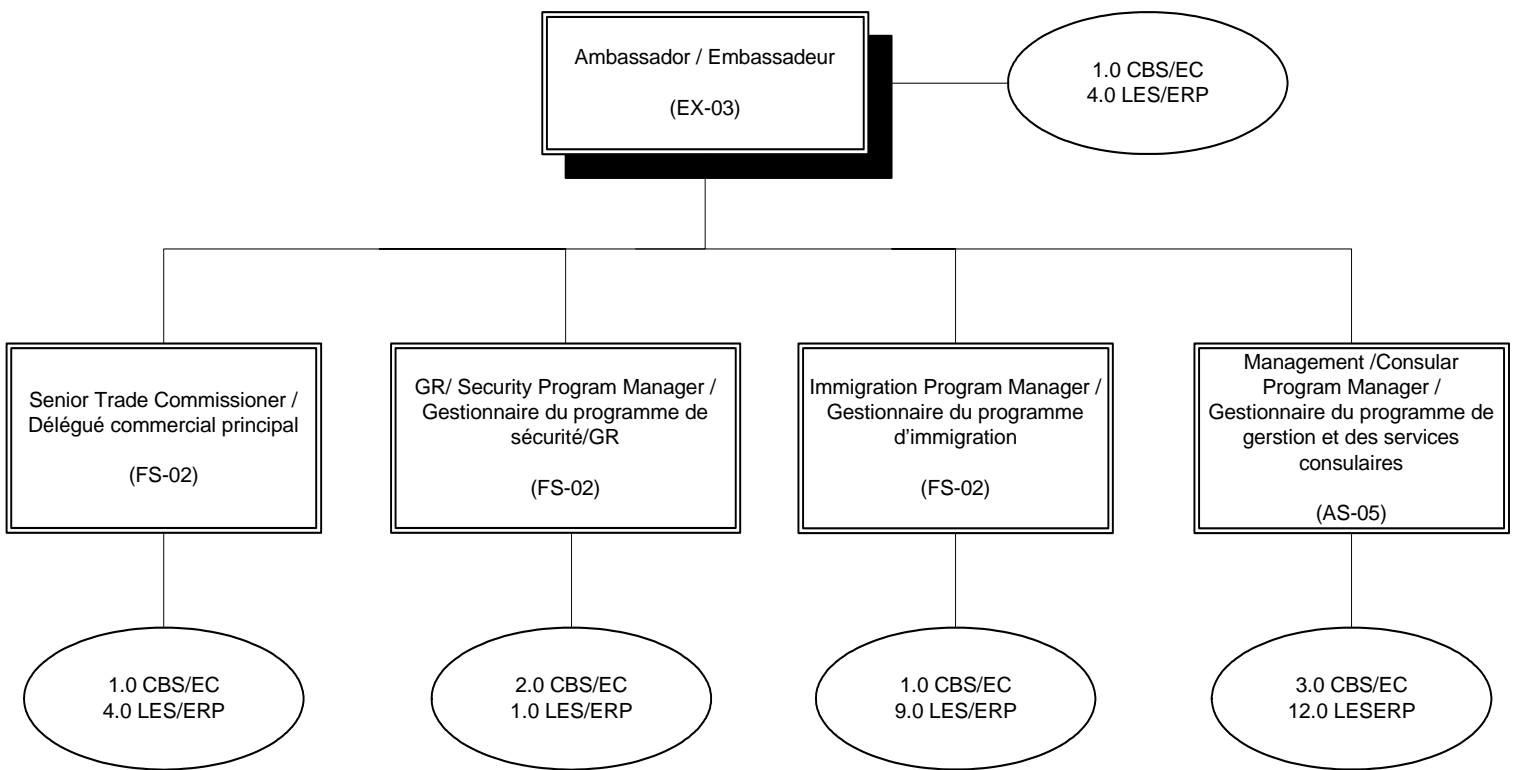 Ambassador / Embassadeur
(EX-03)
1.0 CBS/EC
4.0 LES/ERP
Senior Trade Commissioner /
Délégué commercial principal
(FS-02)
GR/ Security Program Manager /
Gestionnaire du programme de
sécurité/GR
(FS-02)
Immigration Program Manager /
Gestionnaire du programme
d’immigration
(FS-02)
Management /Consular
Program Manager /
Gestionnaire du programme de
gerstion et des services
consulaires
(AS-05)
1.0 CBS/EC
4.0 LES/ERP
2.0 CBS/EC
1.0 LES/ERP
1.0 CBS/EC
9.0 LES/ERP
3.0 CBS/EC
12.0 LESERP